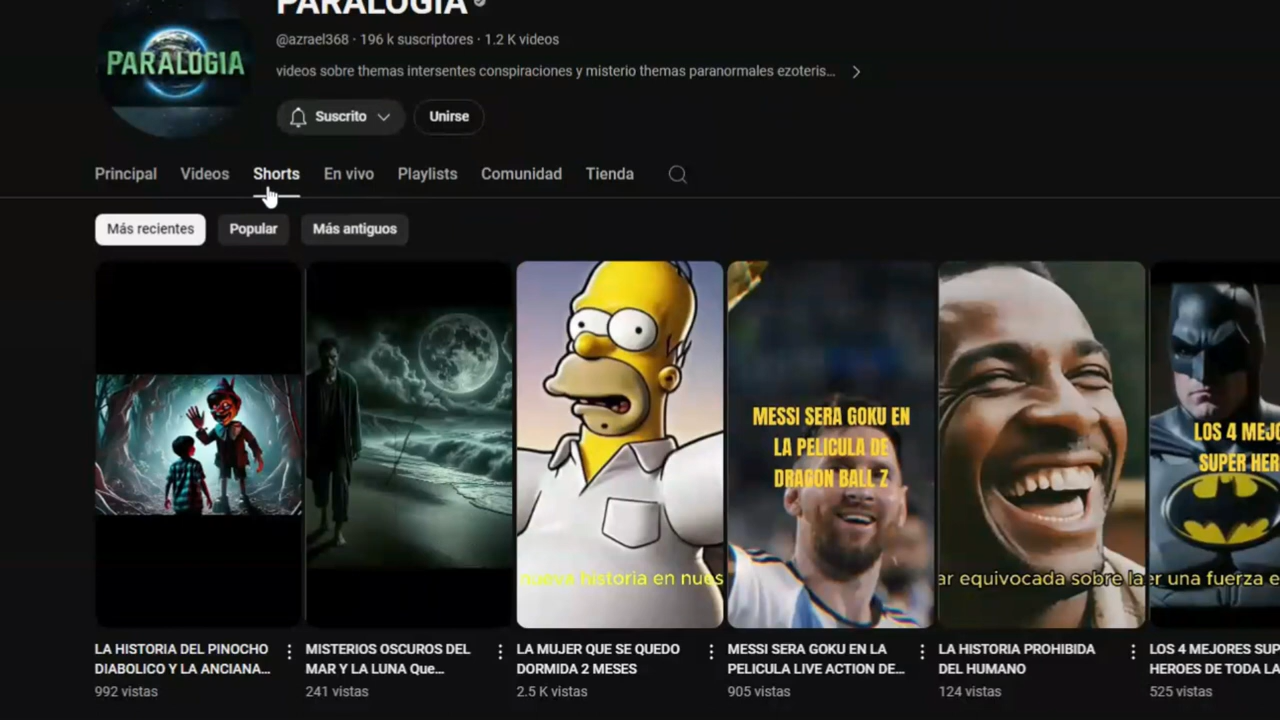 PARALOGIA
PARALOGIA
@azrael368 · 196 k suscriptores · 1.2 K videos
videos sobre themas intersentes conspiraciones y misterio themas paranormales ezoteris...
Suscrito
Unirse
Principal
Videos
Shorts
En vivo
Playlists
Comunidad
Tienda
Más recientes
Popular
Más antiguos
MESSI SERA GOKU EN
LA PELICULA DE
DRAGON BALL Z
LOS 4 MEJO
SUPER HER
nueva historia en nues
ar equivocada sobre la
er una fuerza e
LA HISTORIA DEL PINOCHO
DIABOLICO Y LA ANCIANA...
992 vistas
MISTERIOS OSCUROS DEL
MAR Y LA LUNA Que...
241 vistas
LA MUJER QUE SE QUEDO
DORMIDA 2 MESES
2.5 K vistas
MESSI SERA GOKU EN LA
PELICULA LIVE ACTION DE...
905 vistas
LA HISTORIA PROHIBIDA
DEL HUMANO
124 vistas
LOS 4 MEJORES SUP
HEROES DE TODA LA
525 vistas